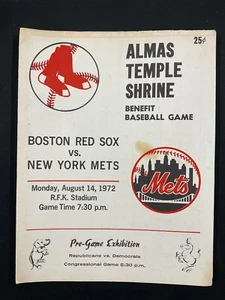 25¢
ALMAS
TEMPLE
SHRINE
BENEFIT
BASEBALL GAME
BOSTON RED SOX
vs.
NEW YORK METS
Monday, August 14, 1972
R.F.K. Stadium
Game Time 7:30 p.m.
Mets
Pre-Game Exhibition
Republicans vs. Democrats
Congressional Game 6:30 p.m.